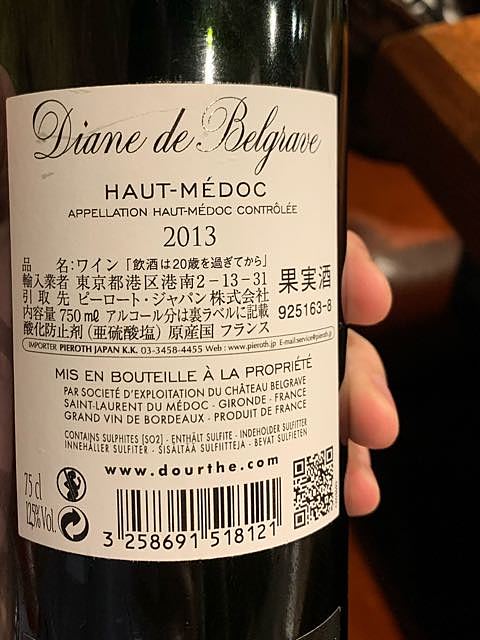 Diane de Belgrave
HAUT-MÉDOC
APPELLATION HAUT-MÉDOC CONTRÔLÉE
2013
品 名:ワイン「飲酒は20歳を過ぎてから」
輸入業者 東京都港区港南2-13-31
引取先 ピーロート・ジャパン株式会社
内容量 750mℓ アルコール分は裏ラベルに記載
酸化防止剤(亜硫酸塩) 原産国 フランス
果実酒
925163-8
IMPORTER PIEROTH JAPAN K.K. 03-3458-4455 Web : www.pieroth.jp E-mail:service@pieroth.jp
MIS EN BOUTEILLE À LA PROPRIÉTÉ
PAR SOCIETÉ D'EXPLOITATION DU CHÂTEAU BELGRAVE
SAINT-LAURENT DU MÉDOC - GIRONDE - FRANCE
GRAND VIN DE BORDEAUX - PRODUIT DE FRANCE
CONTAINS SULPHITES [SO2] - ENTHÄLT SULFITE - INDEHOLDER SULFITTER
INNEHÅLLER SULFITER - SISÄLTÄÄ SULFIITTEJA - BEVAT SULFIETEN
www.dourthe.com
75 cl
12,5% Vol.
3 258691 518121